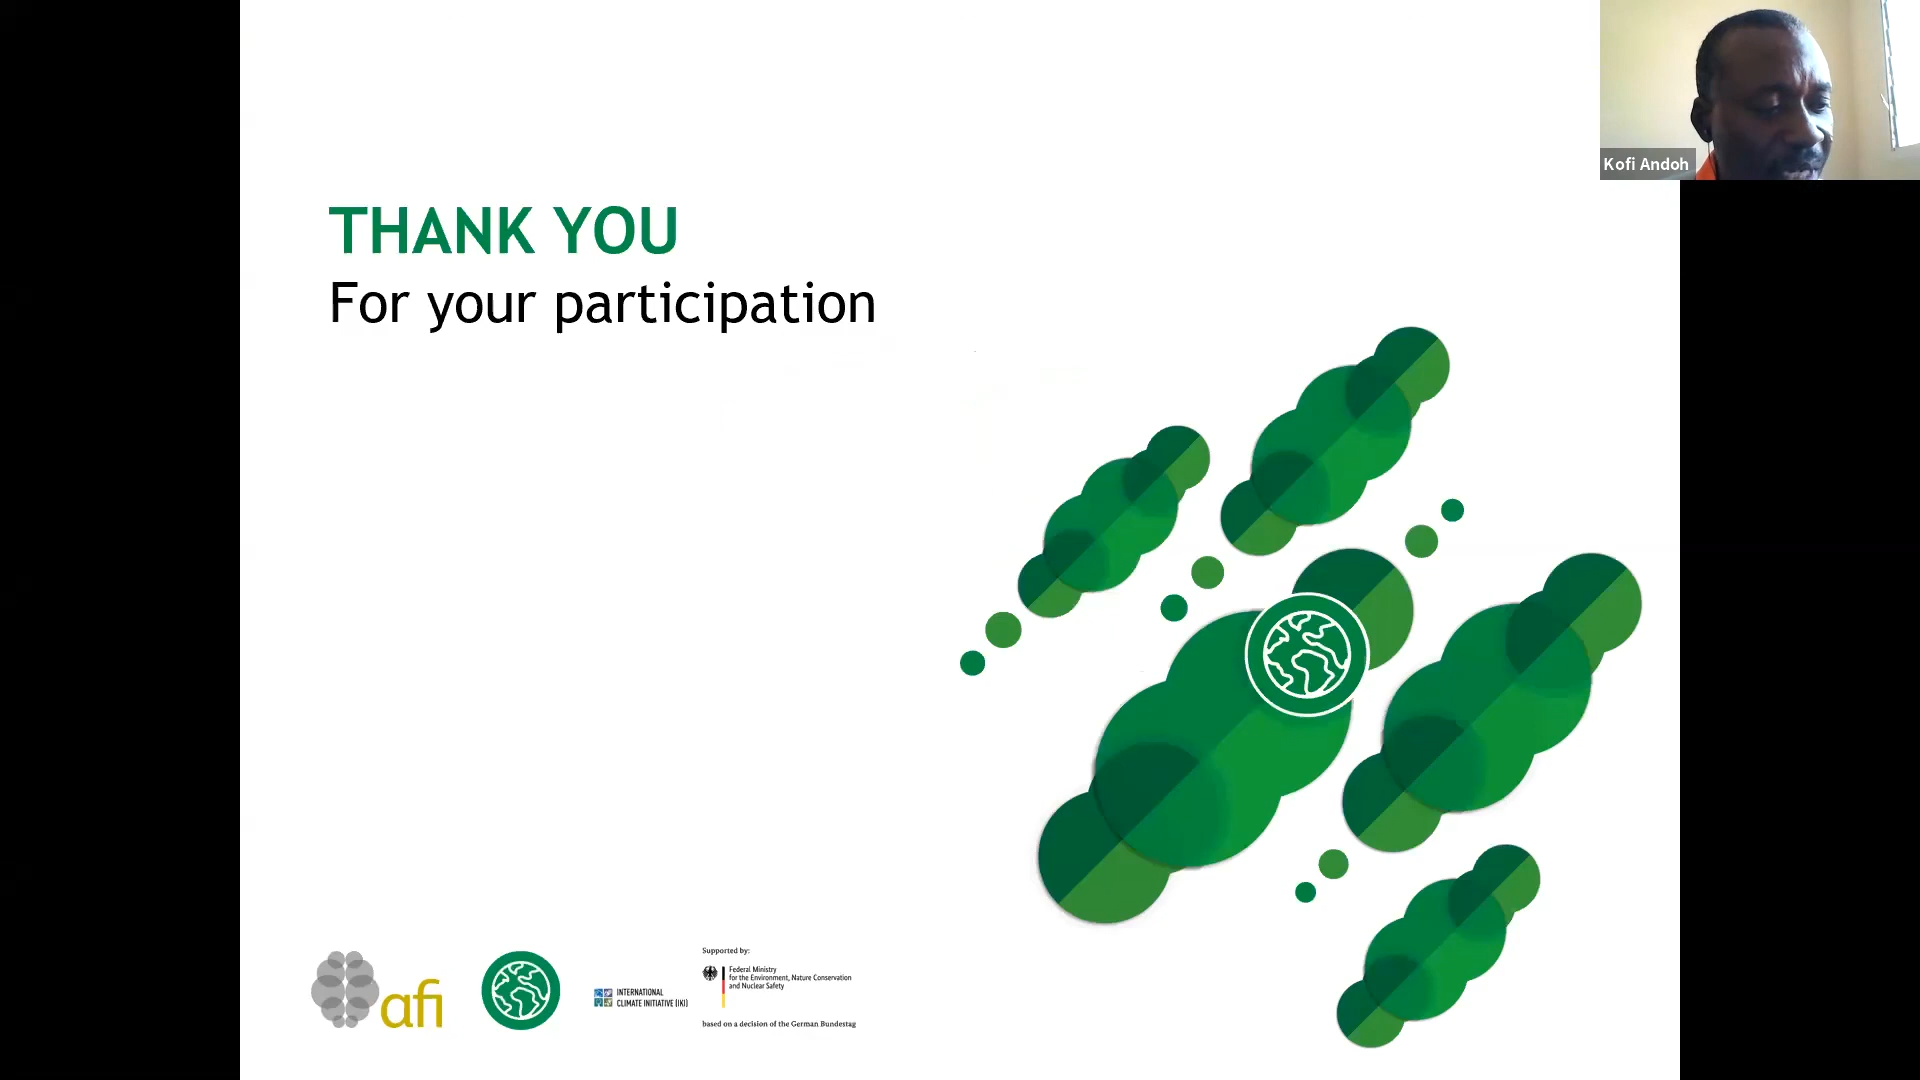 Kofi Andoh
THANK YOU
For your participation
afi
INTERNATIONAL
CLIMATE INITIATIVE (IKI)
Supported by:
Federal Ministry
for the Environment, Nature Conservation
and Nuclear Safety
based on a decision of the German Bundestag